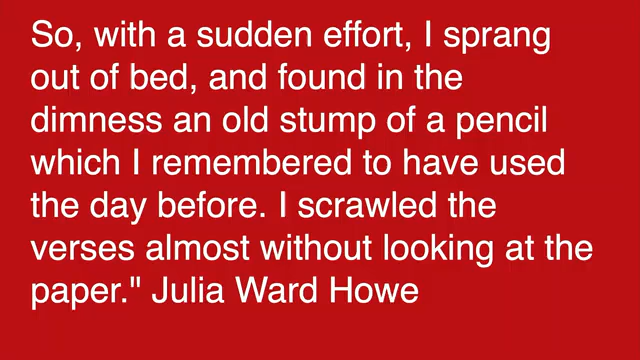 So, with a sudden effort, I sprang
out of bed, and found in the
dimness an old stump of a pencil
which I remembered to have used
the day before. I scrawled the
verses almost without looking at the
paper." Julia Ward Howe